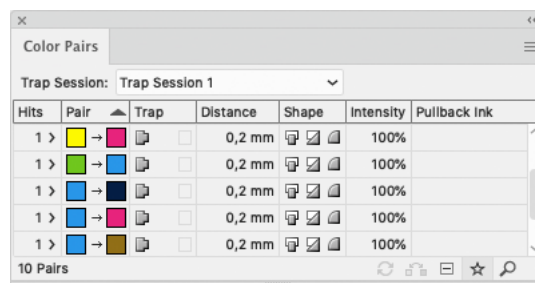 Color Pairs
Trap Session: Trap Session 1
Hits Pair Trap Distance Shape Intensity Pullback Ink
1 0,2 mm 100%
1 0,2 mm 100%
1 0,2 mm 100%
1 0,2 mm 100%
1 0,2 mm 100%
10 Pairs